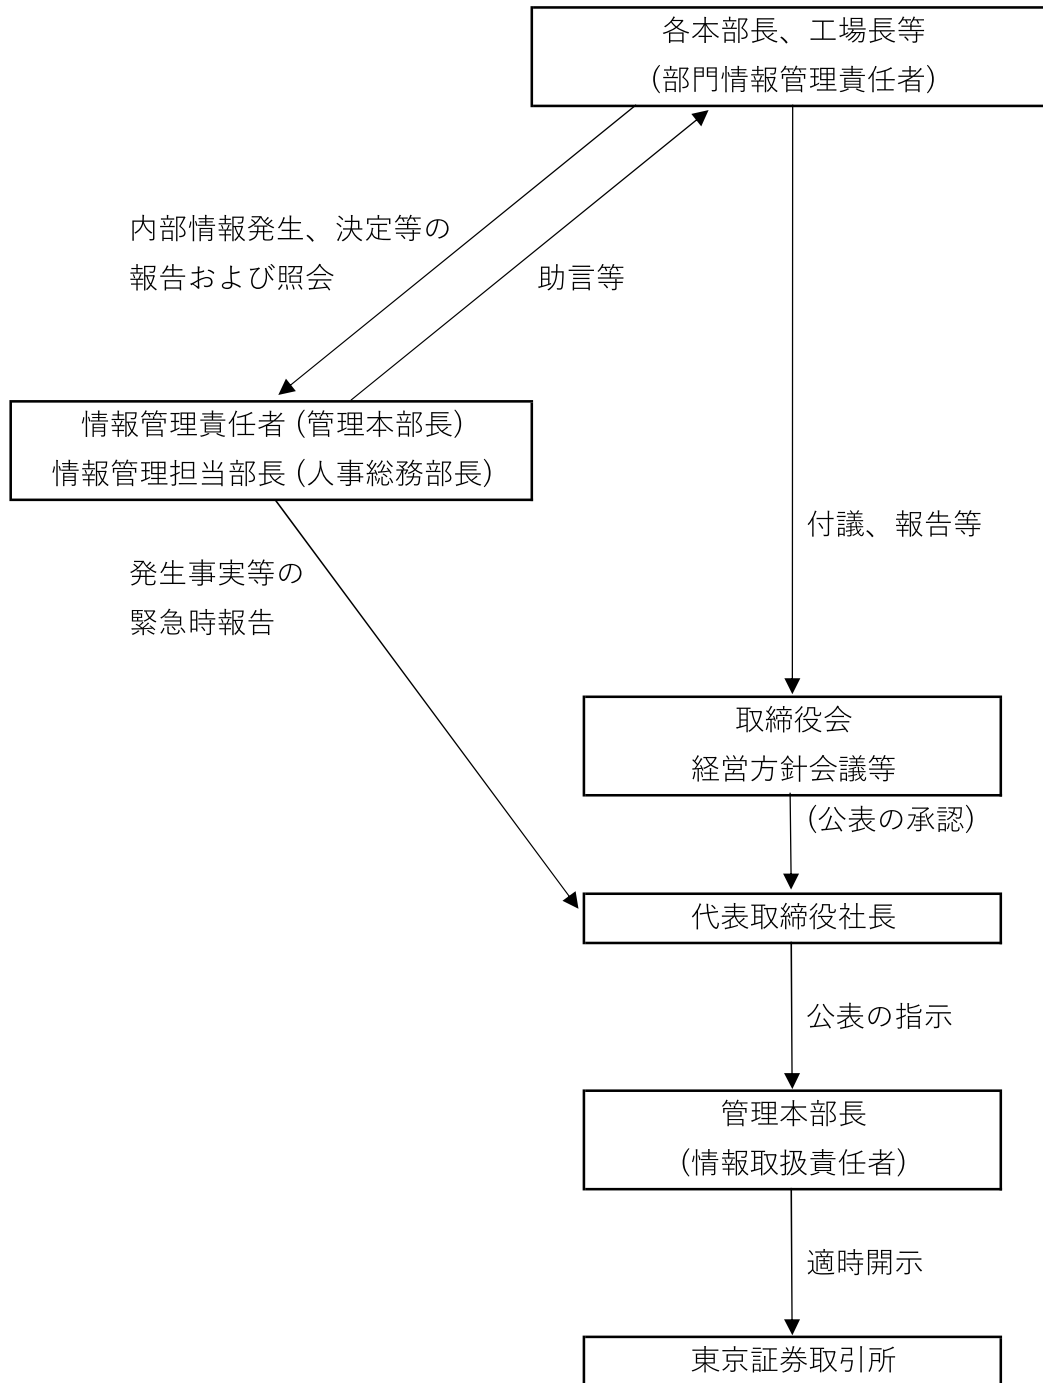 各本部長、工場長等
(部門情報管理責任者)
内部情報発生、決定等の
報告および照会
助言等
情報管理責任者 (管理本部長)
情報管理担当部長 (人事総務部長)
付議、報告等
発生事実等の
緊急時報告
取締役会
経営方針会議等
(公表の承認)
代表取締役社長
公表の指示
管理本部長
(情報取扱責任者)
適時開示
東京証券取引所